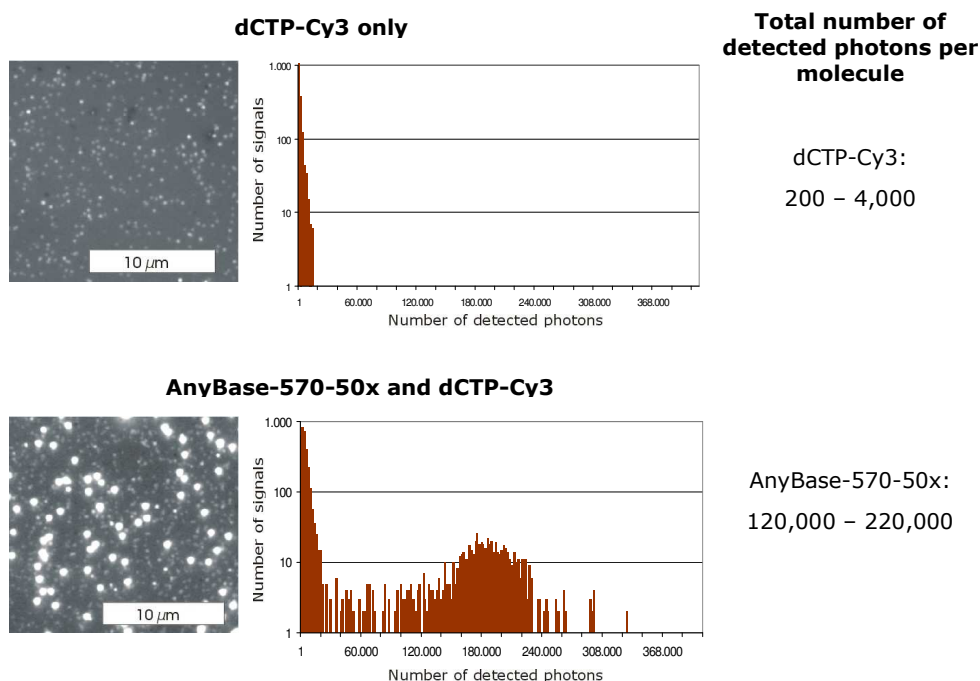 dCTP-Cy3 only
Total number of
detected photons per
molecule
Number of signals
1.000
100
10
1
1
60.000
120.000
180.000
240.000
308.000
368.000
Number of detected photons
10 µm
dCTP-Cy3:
200 – 4,000
AnyBase-570-50x and dCTP-Cy3
Number of signals
1.000
100
10
1
1
60.000
120.000
180.000
240.000
308.000
368.000
Number of detected photons
10 µm
AnyBase-570-50x:
120,000 – 220,000